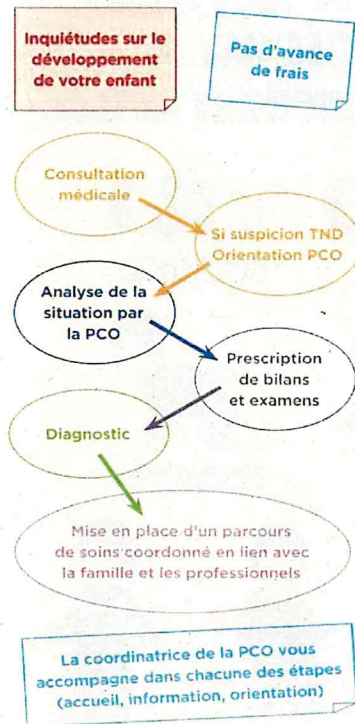 Inquiétudes sur le
développement
de votre enfant
Pas d'avance
de frais
Consultation
médicale
Si suspicion TND
Orientation PCO
Analyse de la
situation par
la PCO
Prescription
de bilans
et examens
Diagnostic
Mise en place d'un parcours
de soins coordonné en lien avec
la famille et les professionnels
La coordinatrice de la PCO vous
accompagne dans chacune des étapes
(accueil, information, orientation)